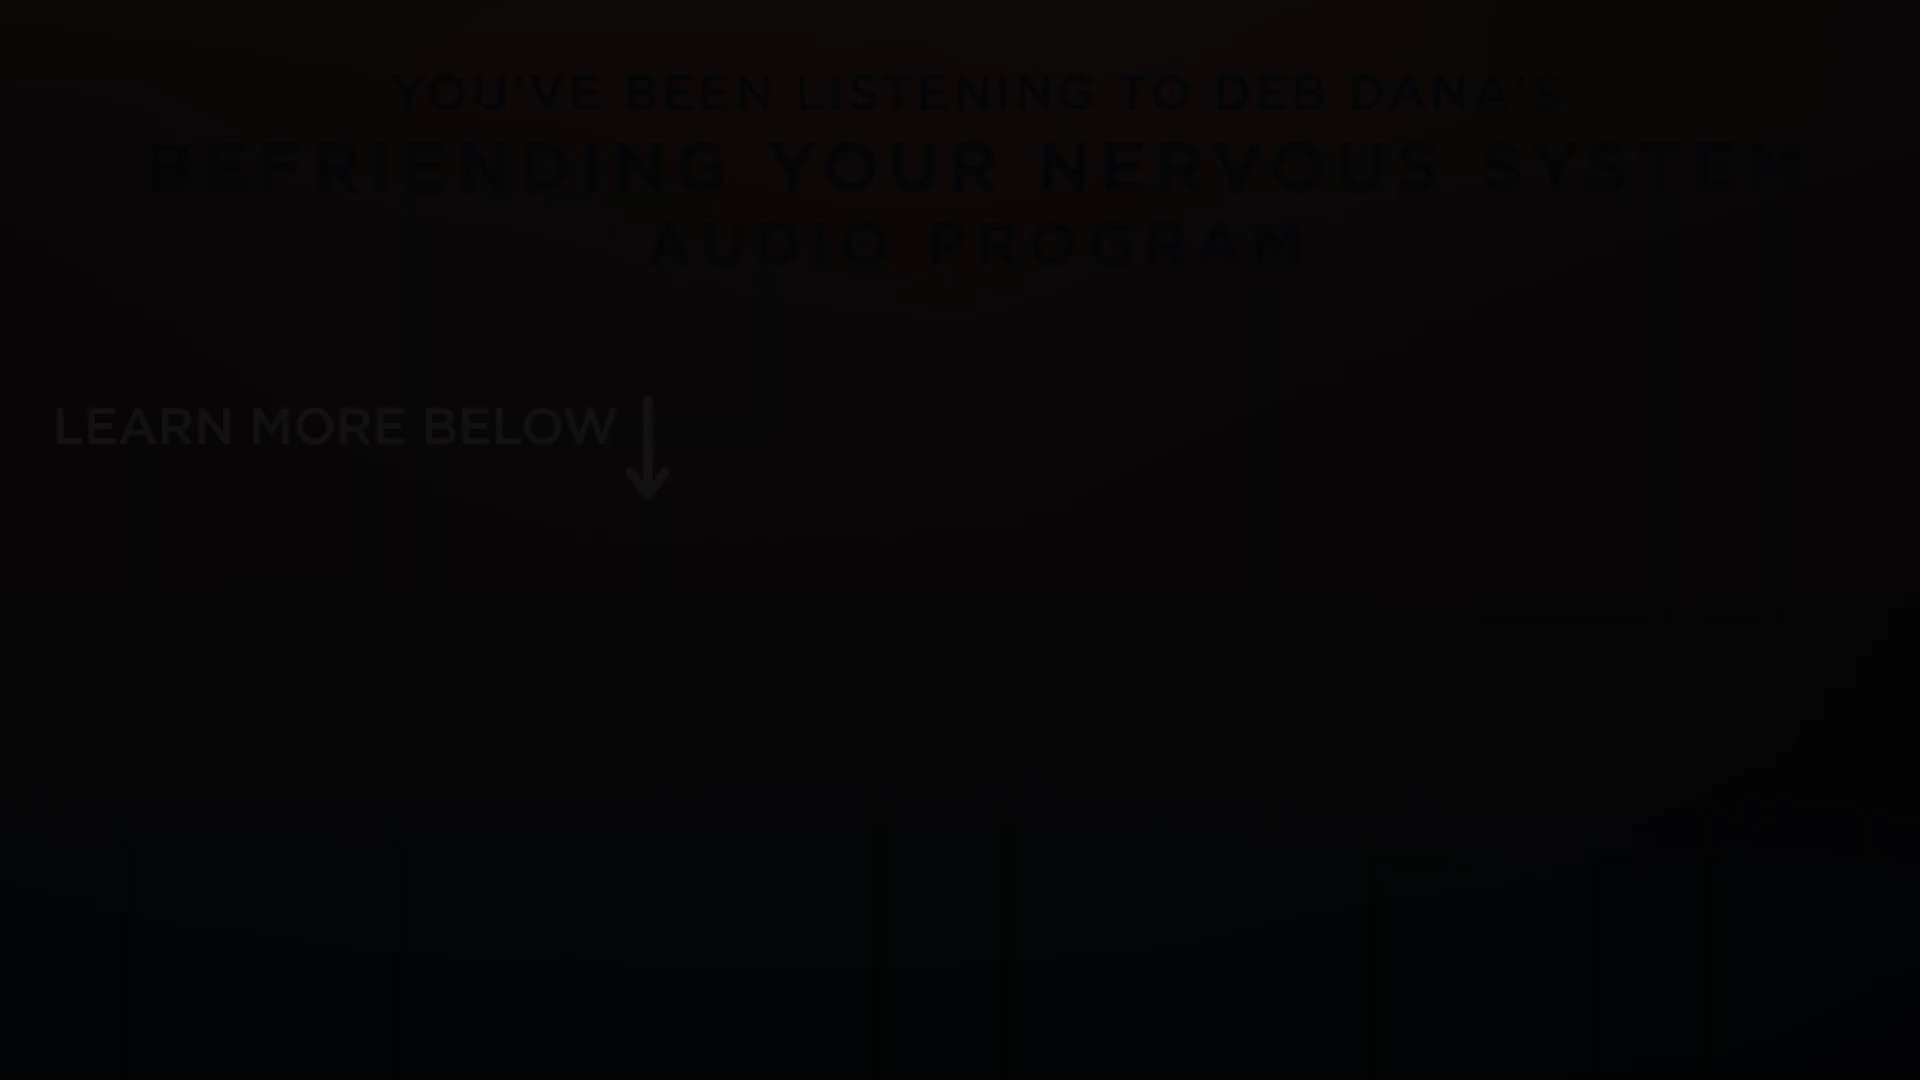 YOU'VE BEEN LISTENING TO DEB DANA'S
BEFRIENDING YOUR NERVOUS SYSTEM
AUDIO PROGRAM
LEARN MORE BELOW